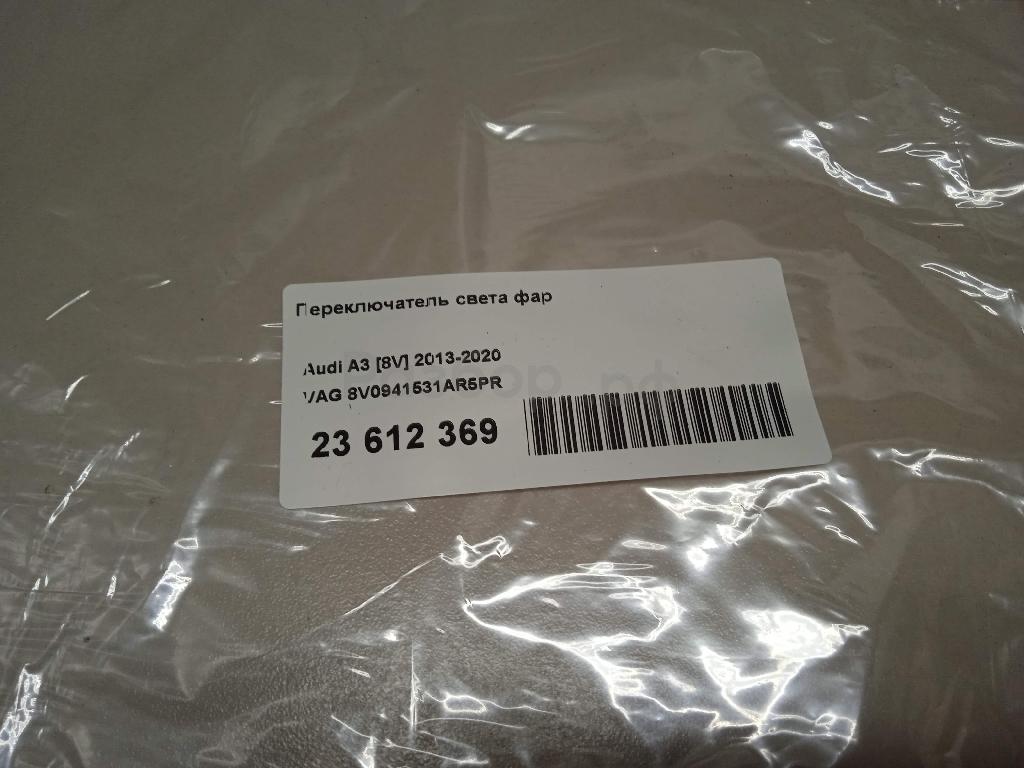 Переключатель света фар
Audi A3 [8V] 2013-2020
VAG 8V0941531AR5PR
23 612 369